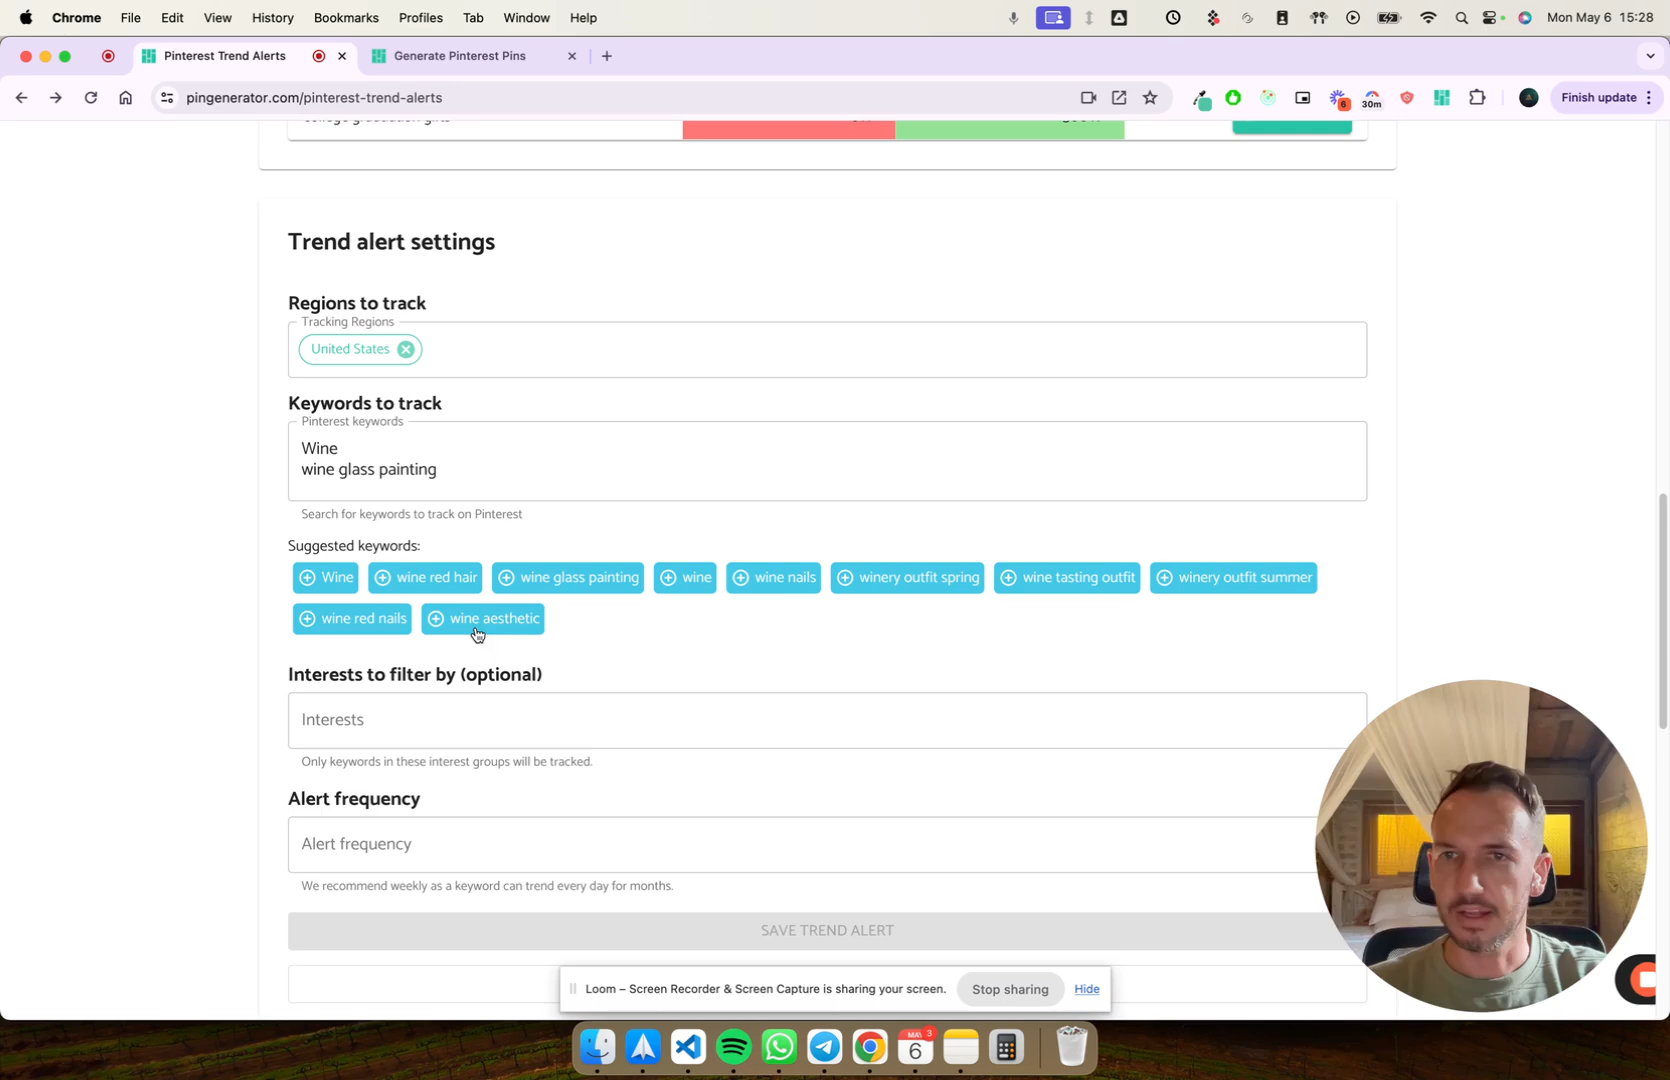 Chrome File Edit View History Bookmarks Profiles Tab Window Help Mon May 6 15:28
Pinterest Trend Alerts Generate Pinterest Pins
pingenerator.com/pinterest-trend-alerts 6 30m Finish update
Trend alert settings
Regions to track
Tracking Regions
United States
Keywords to track
Pinterest keywords
Wine
wine glass painting
Search for keywords to track on Pinterest
Suggested keywords:
Wine wine red hair wine glass painting wine wine nails winery outfit spring wine tasting outfit winery outfit summer
wine red nails wine aesthetic
Interests to filter by (optional)
Interests
Only keywords in these interest groups will be tracked.
Alert frequency
Alert frequency
We recommend weekly as a keyword can trend every day for months.
SAVE TREND ALERT
Loom – Screen Recorder & Screen Capture is sharing your screen. Stop sharing Hide
MAY 3
6